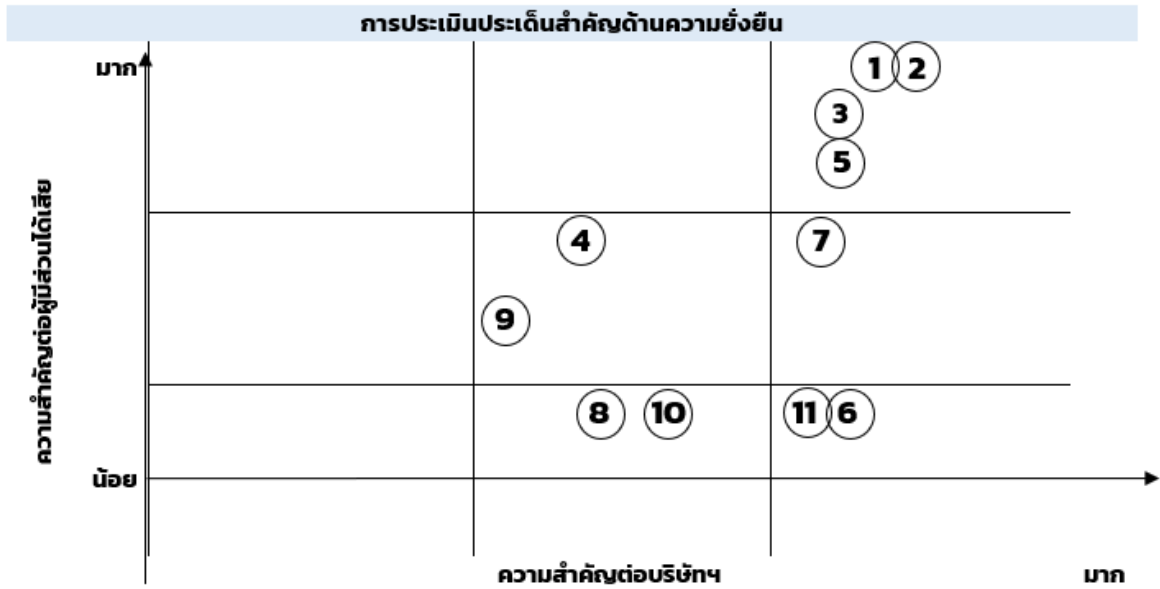 การประเมินประเด็นสำคัญด้านความยั่งยืน
มาก
1 2
3
5
ความสำคัญต่อผู้มีส่วนได้เสีย
4 7
9
8 10 11 6
น้อย
ความสำคัญต่อบริษัทฯ มาก